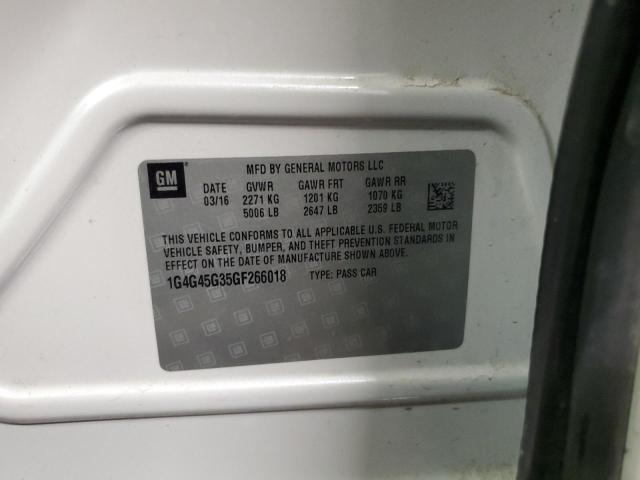 GM
MFD BY GENERAL MOTORS LLC
DATE GVWR GAWR FRT GAWR RR
03/16 2271 KG 1201 KG 1070 KG
5006 LB 2647 LB 2359 LB
THIS VEHICLE CONFORMS TO ALL APPLICABLE U.S. FEDERAL MOTOR
VEHICLE SAFETY, BUMPER, AND THEFT PREVENTION STANDARDS IN
EFFECT ON THE DATE OF MANUFACTURE SHOWN ABOVE.
1G4G45G35GF266018 TYPE: PASS CAR